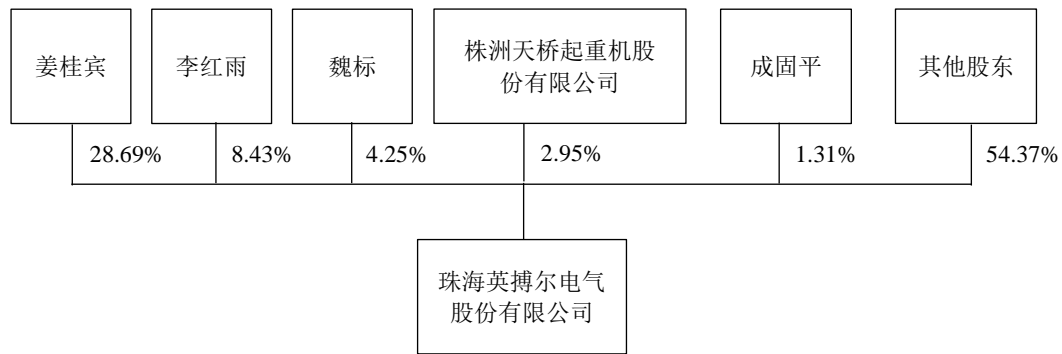 姜桂宾
李红雨
魏标
株洲天桥起重机股
份有限公司
成固平
其他股东
28.69%
8.43%
4.25%
2.95%
1.31%
54.37%
珠海英搏尔电气
股份有限公司